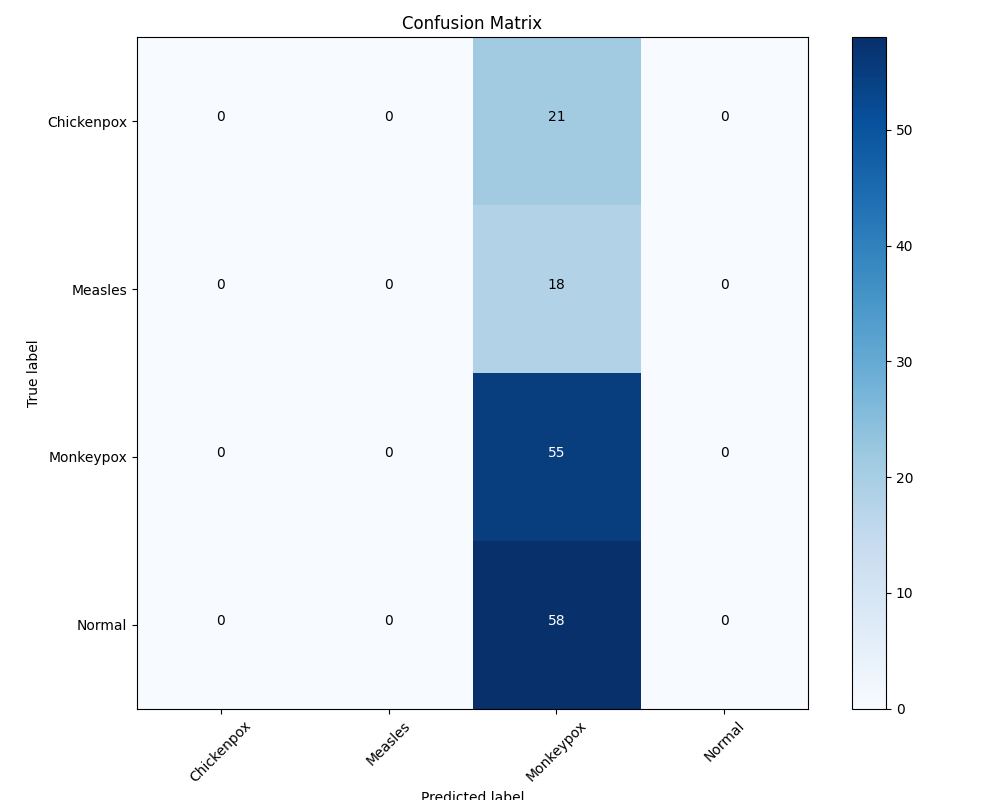 Confusion Matrix
True label
Chickenpox 0 0 21 0
Measles 0 0 18 0
Monkeypox 0 0 55 0
Normal 0 0 58 0
Chickenpox Measles Monkeypox Normal
Predicted label
50
40
30
20
10
0